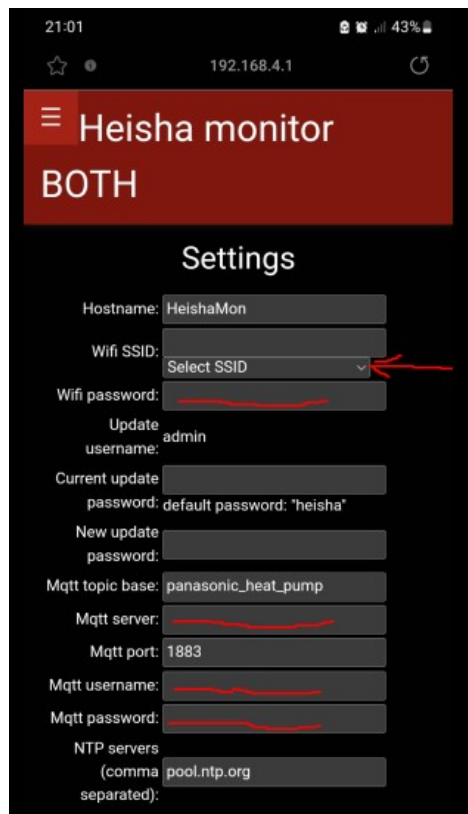 21:01 43%
192.168.4.1
Heisha monitor
BOTH
Settings
Hostname: HeishaMon
Wifi SSID:
Select SSID
Wifi password:
Update
username: admin
Current update
password: default password: "heisha"
New update
password:
Mqtt topic base: panasonic_heat_pump
Mqtt server:
Mqtt port: 1883
Mqtt username:
Mqtt password:
NTP servers
(comma pool.ntp.org
separated):